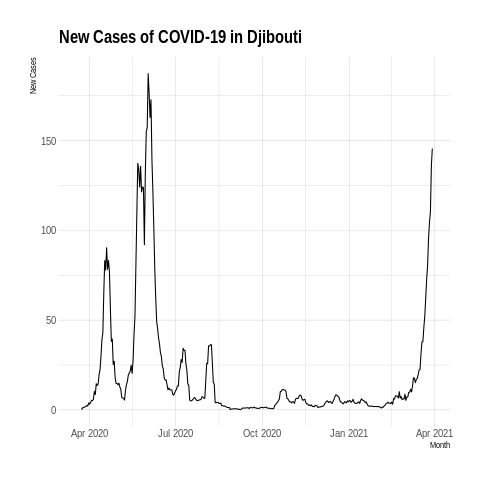 New Cases of COVID-19 in Djibouti
New Cases
150
100
50
0
Apr 2020
Jul 2020
Oct 2020
Jan 2021
Apr 2021
Month